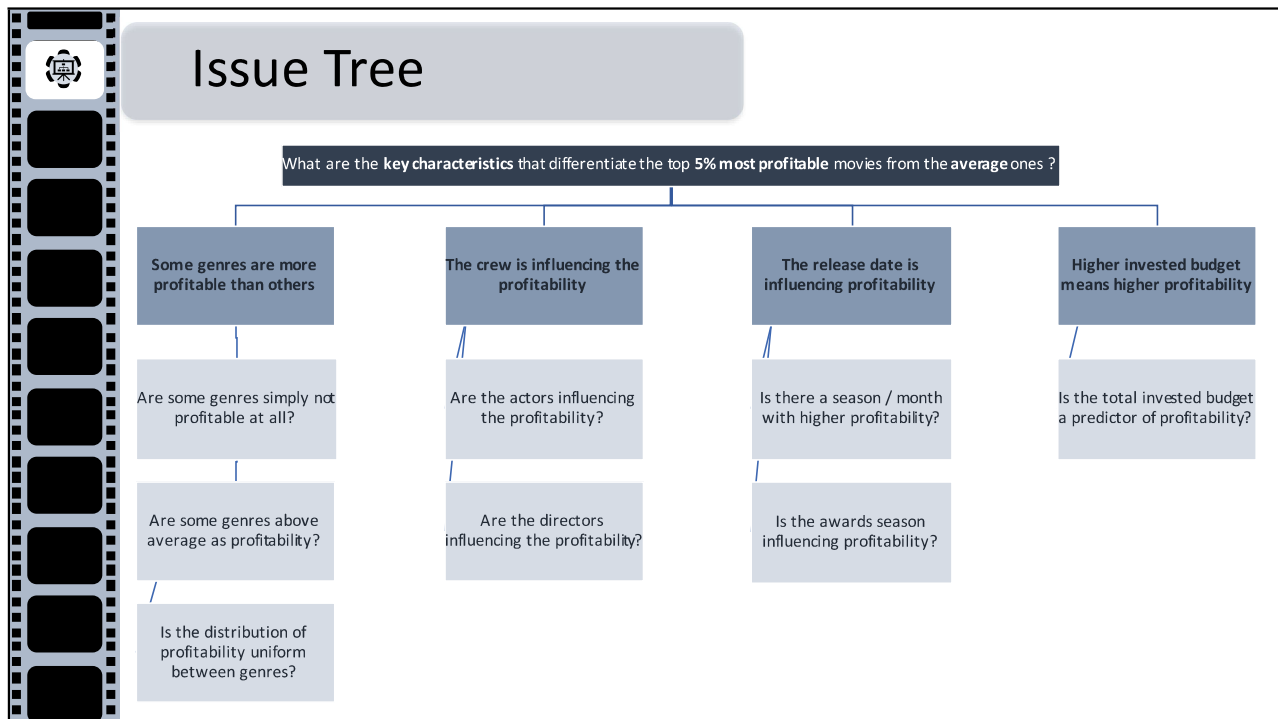 Issue Tree
What are the key characteristics that differentiate the top 5% most profitable movies from the average ones ?
Some genres are more
profitable than others
Are some genres simply not
profitable at all?
Are some genres above
average as profitability?
Is the distribution of
profitability uniform
between genres?
The crew is influencing the
profitability
Are the actors influencing
the profitability?
Are the directors
influencing the profitability?
The release date is
influencing profitability
Is there a season / month
with higher profitability?
Is the awards season
influencing profitability?
Higher invested budget
means higher profitability
Is the total invested budget
a predictor of profitability?